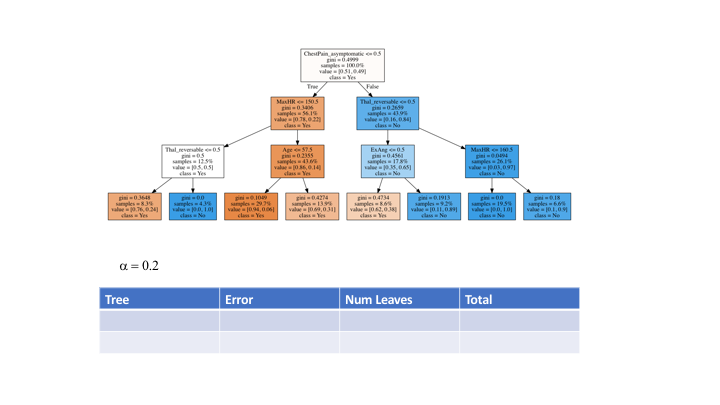 ChestPain_asymptomatic <= 0.5
gini = 0.4999
samples = 100.0%
value = [0.51, 0.49]
class = Yes
True
False
MaxHR <= 150.5
gini = 0.3406
samples = 56.1%
value = [0.78, 0.22]
class = Yes
Thal_reversable <= 0.5
gini = 0.2659
samples = 43.9%
value = [0.16, 0.84]
class = No
Thal_reversable <= 0.5
gini = 0.5
samples = 12.5%
value = [0.5, 0.5]
class = Yes
Age <= 57.5
gini = 0.2355
samples = 43.6%
value = [0.86, 0.14]
class = Yes
ExAng <= 0.5
gini = 0.4561
samples = 17.8%
value = [0.35, 0.65]
class = No
MaxHR <= 160.5
gini = 0.0494
samples = 26.1%
value = [0.03, 0.97]
class = No
gini = 0.3648
samples = 8.3%
value = [0.76, 0.24]
class = Yes
gini = 0.0
samples = 4.3%
value = [0.0, 1.0]
class = No
gini = 0.1049
samples = 29.7%
value = [0.94, 0.06]
class = Yes
gini = 0.4274
samples = 13.9%
value = [0.69, 0.31]
class = Yes
gini = 0.4734
samples = 8.6%
value = [0.62, 0.38]
class = Yes
gini = 0.1913
samples = 9.2%
value = [0.11, 0.89]
class = No
gini = 0.0
samples = 19.5%
value = [0.0, 1.0]
class = No
gini = 0.18
samples = 6.6%
value = [0.1, 0.9]
class = No
α = 0.2
Tree Error Num Leaves Total